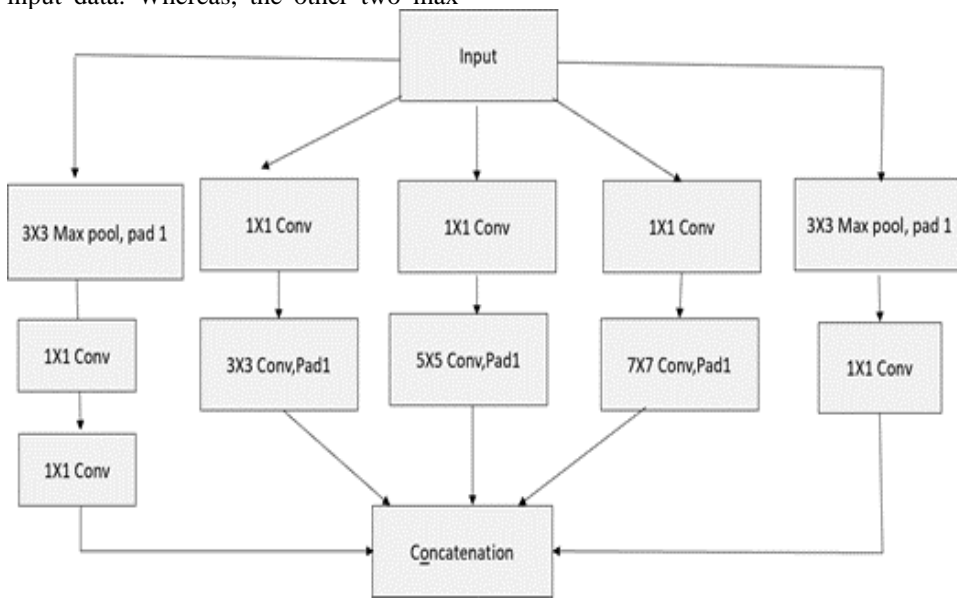 input data. Whereas, the other two max
Input
3X3 Max pool, pad 1
1X1 Conv
1X1 Conv
1X1 Conv
3X3 Max pool, pad 1
1X1 Conv
3X3 Conv,Pad1
5X5 Conv,Pad1
7X7 Conv,Pad1
1X1 Conv
1X1 Conv
Concatenation